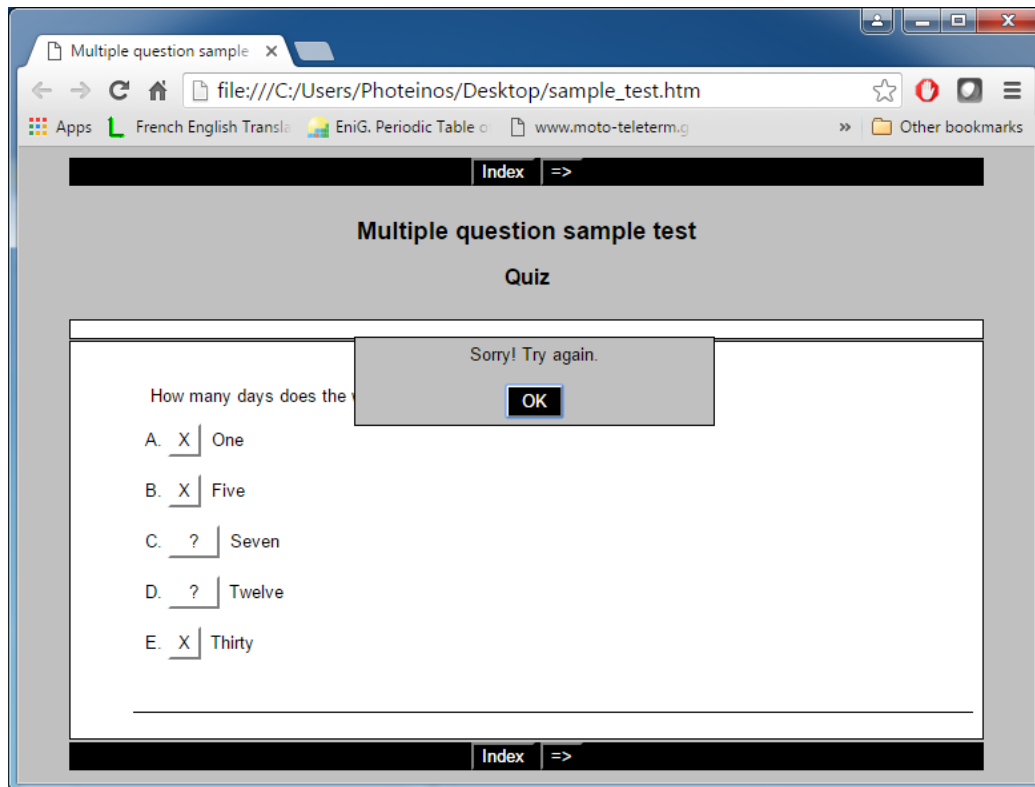 Multiple question sample
file:///C:/Users/Photeinos/Desktop/sample_test.htm
Apps French English Transla EniG. Periodic Table o www.moto-teleterm.g » Other bookmarks
Index =>
Multiple question sample test
Quiz
Sorry! Try again.
OK
How many days does the
A. X One
B. X Five
C. ? Seven
D. ? Twelve
E. X Thirty
Index =>